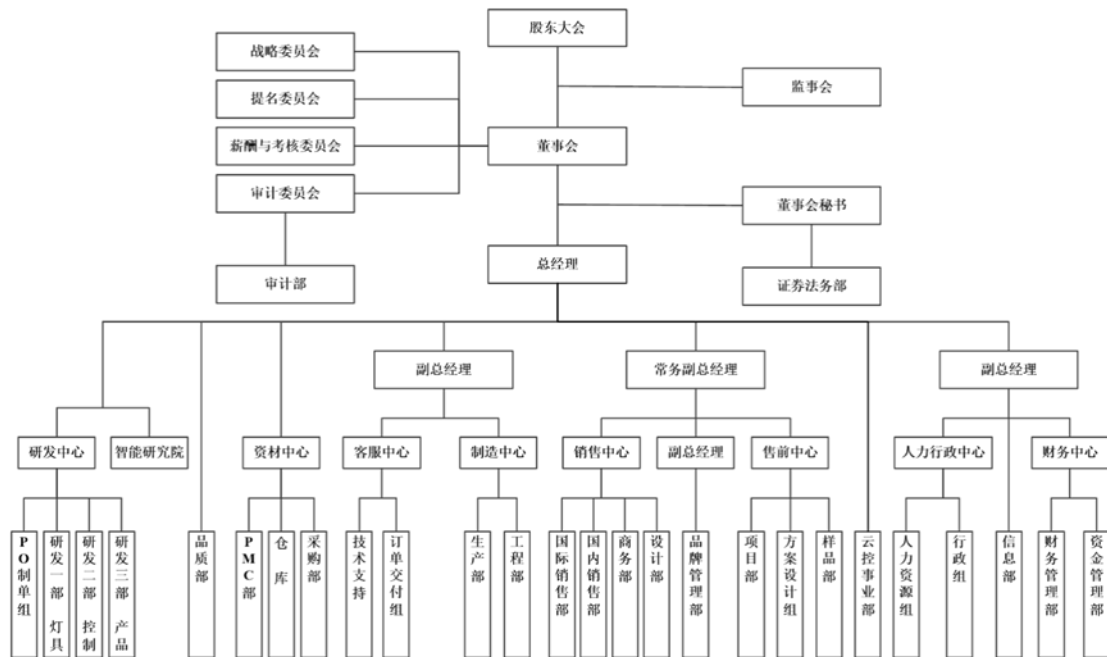 股东大会
战略委员会
监事会
提名委员会
薪酬与考核委员会
董事会
审计委员会
董事会秘书
总经理
审计部
证券法务部
副总经理
常务副总经理
副总经理
研发中心
智能研究院
资材中心
客服中心
制造中心
销售中心
副总经理
售前中心
人力行政中心
财务中心
PO制单组
研发一部 灯具
研发二部 控制
研发三部 产品
品质部
PMC部
仓 库
采购部
技术支持
订单交付组
生产部
工程部
国际销售部
国内销售部
商务部
设计部
品牌管理部
项目部
方案设计组
样品部
云控事业部
人力资源组
行政组
信息部
财务管理部
资金管理部